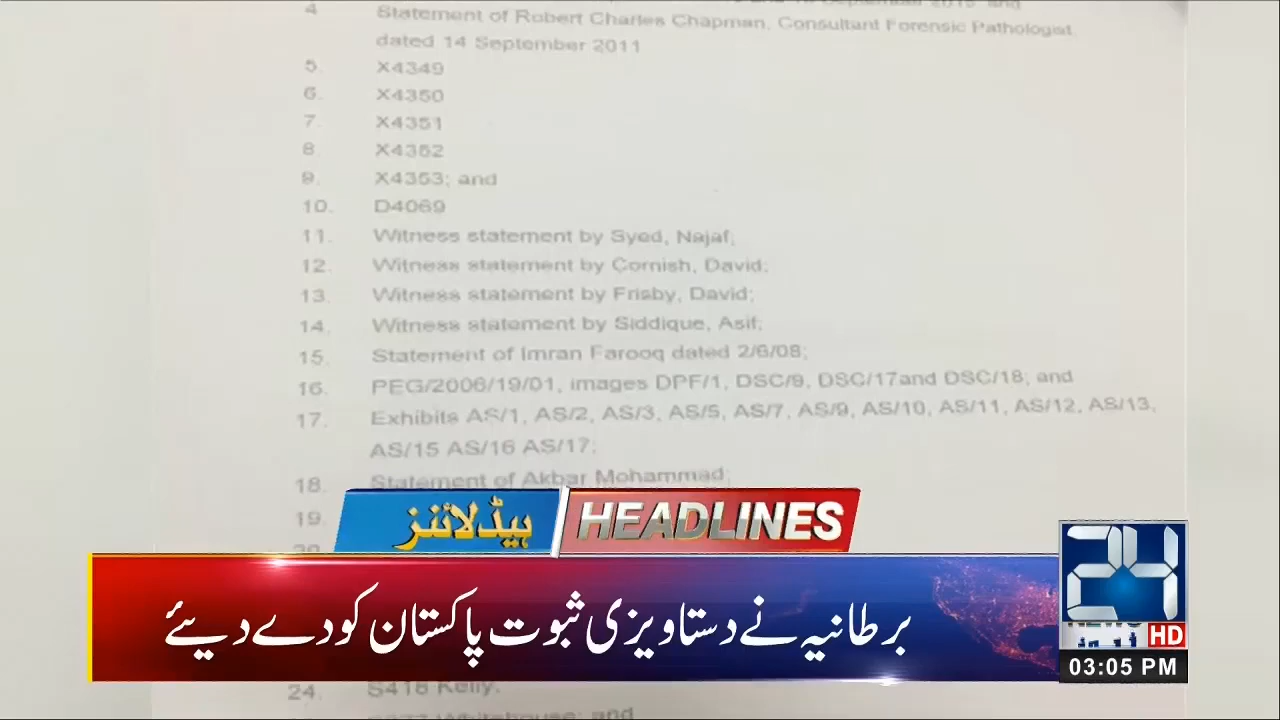 4. Statement of Robert Charles Chapman, Consultant Forensic Pathologist
dated 14 September 2011
5. X4349
6. X4350
7. X4351
8 X4352
9. X4353; and
10. D4069
11. Witness statement by Syed, Najaf;
12. Witness statement by Cornish, David;
13. Witness statement by Frisby, David;
14. Witness statement by Siddique, Asif;
15. Statement of Imran Farooq dated 2/6/08;
16. PEG/2006/19/01, images DPF/1, DSC/9, DSC/17and DSC/18; and
17. Exhibits AS/1, AS/2, AS/3, AS/5, AS/7, AS/9, AS/10, AS/11, AS/12, AS/13,
AS/15 AS/16 AS/17;
18. Statement of Akbar Mohammad;
19.
ہیڈلائنز HEADLINES
برطانیہ نے دستاویزی ثبوت پاکستان کو دے دیئے
24
HD
03:05 PM
24. S418 Kelly;
Whitehouse; and